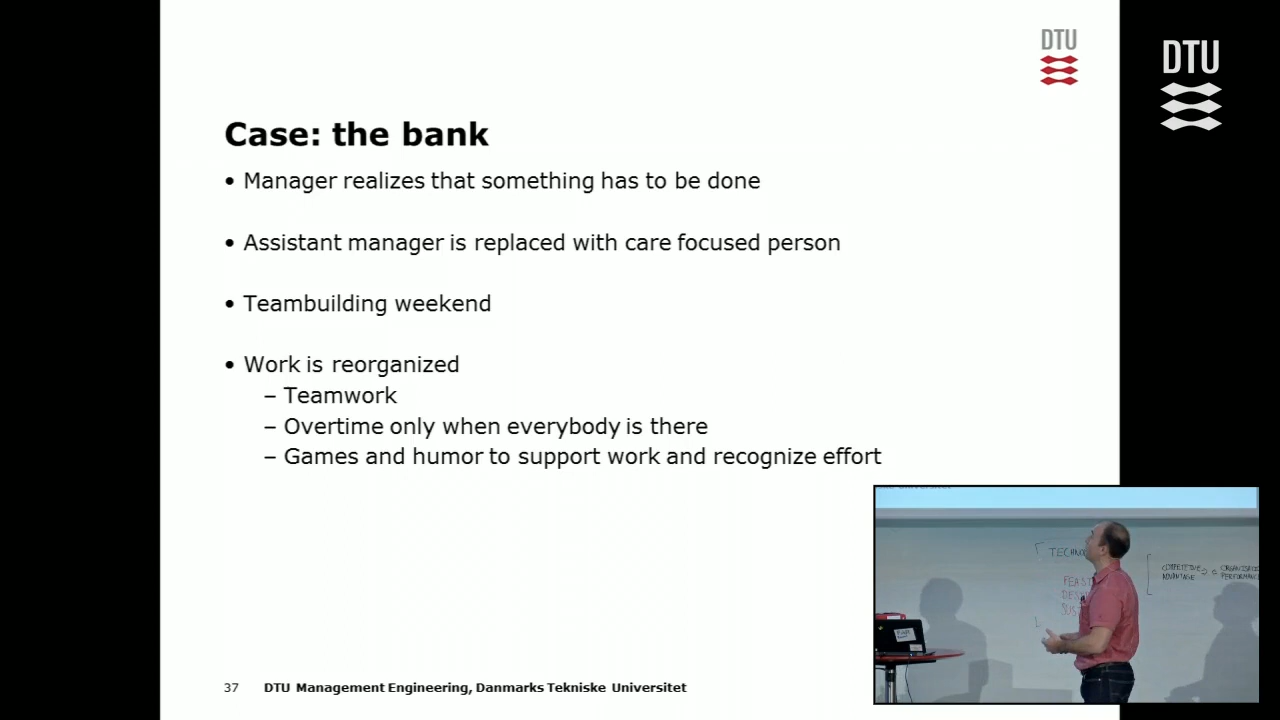 DTU
DTU
Case: the bank
• Manager realizes that something has to be done
• Assistant manager is replaced with care focused person
• Teambuilding weekend
• Work is reorganized
– Teamwork
– Overtime only when everybody is there
– Games and humor to support work and recognize effort
COMPETITIVE
ADVANTAGE
37 DTU Management Engineering, Danmarks Tekniske Universitet